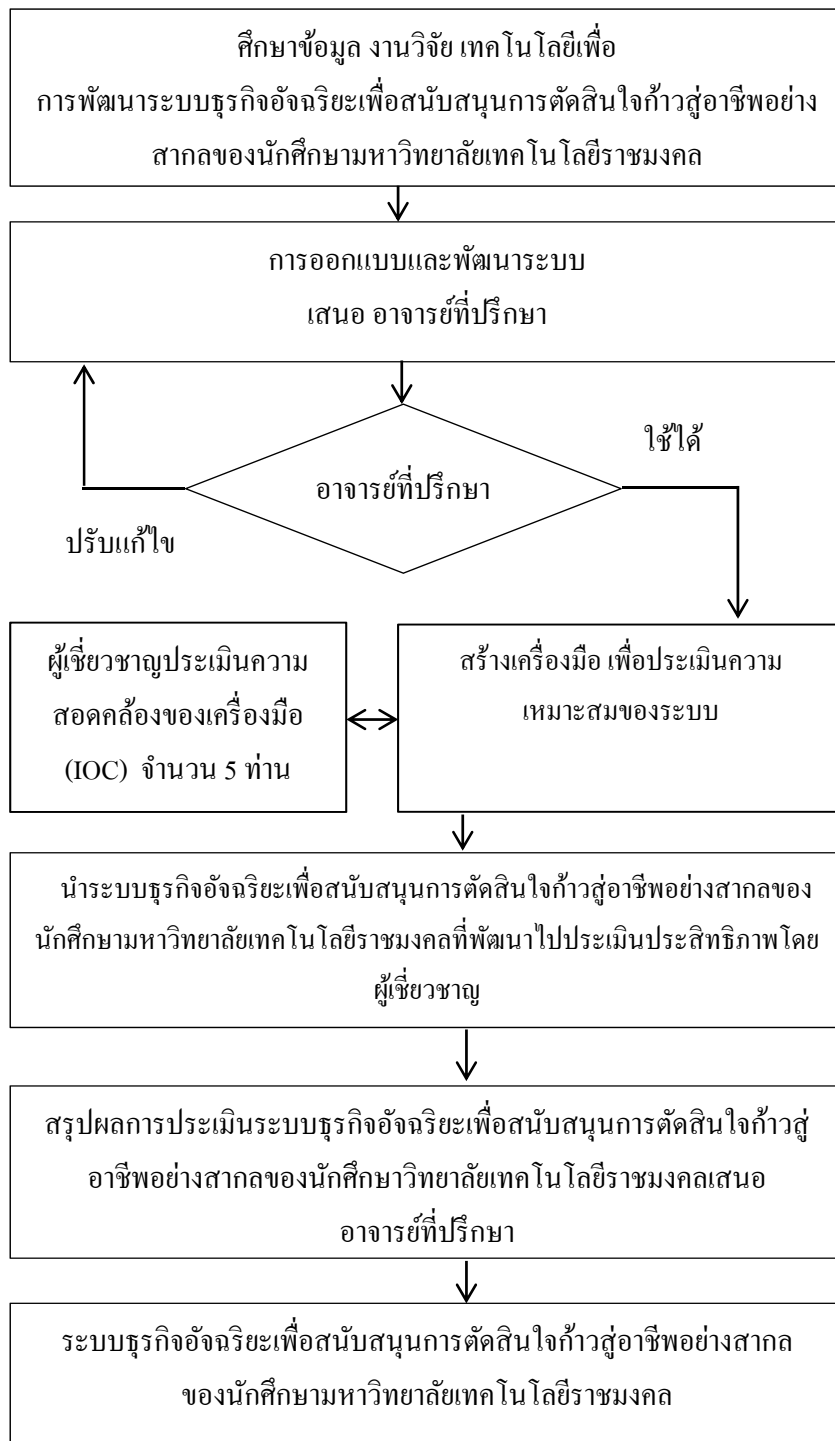 ศึกษาข้อมูล งานวิจัย เทคโนโลยีเพื่อ
การพัฒนาระบบธุรกิจอัจฉริยะเพื่อสนับสนุนการตัดสินใจก้าวสู่อาชีพอย่าง
สากลของนักศึกษามหาวิทยาลัยเทคโนโลยีราชมงคล
การออกแบบและพัฒนาระบบ
เสนอ อาจารย์ที่ปรึกษา
ใช้ได้
อาจารย์ที่ปรึกษา
ปรับแก้ไข
ผู้เชี่ยวชาญประเมินความ
สอดคล้องของเครื่องมือ
(IOC) จำนวน 5 ท่าน
สร้างเครื่องมือ เพื่อประเมินความ
เหมาะสมของระบบ
นำระบบธุรกิจอัจฉริยะเพื่อสนับสนุนการตัดสินใจก้าวสู่อาชีพอย่างสากลของ
นักศึกษามหาวิทยาลัยเทคโนโลยีราชมงคลที่พัฒนาไปประเมินประสิทธิภาพโดย
ผู้เชี่ยวชาญ
สรุปผลการประเมินระบบธุรกิจอัจฉริยะเพื่อสนับสนุนการตัดสินใจก้าวสู่
อาชีพอย่างสากลของนักศึกษาวิทยาลัยเทคโนโลยีราชมงคลเสนอ
อาจารย์ที่ปรึกษา
ระบบธุรกิจอัจฉริยะเพื่อสนับสนุนการตัดสินใจก้าวสู่อาชีพอย่างสากล
ของนักศึกษามหาวิทยาลัยเทคโนโลยีราชมงคล